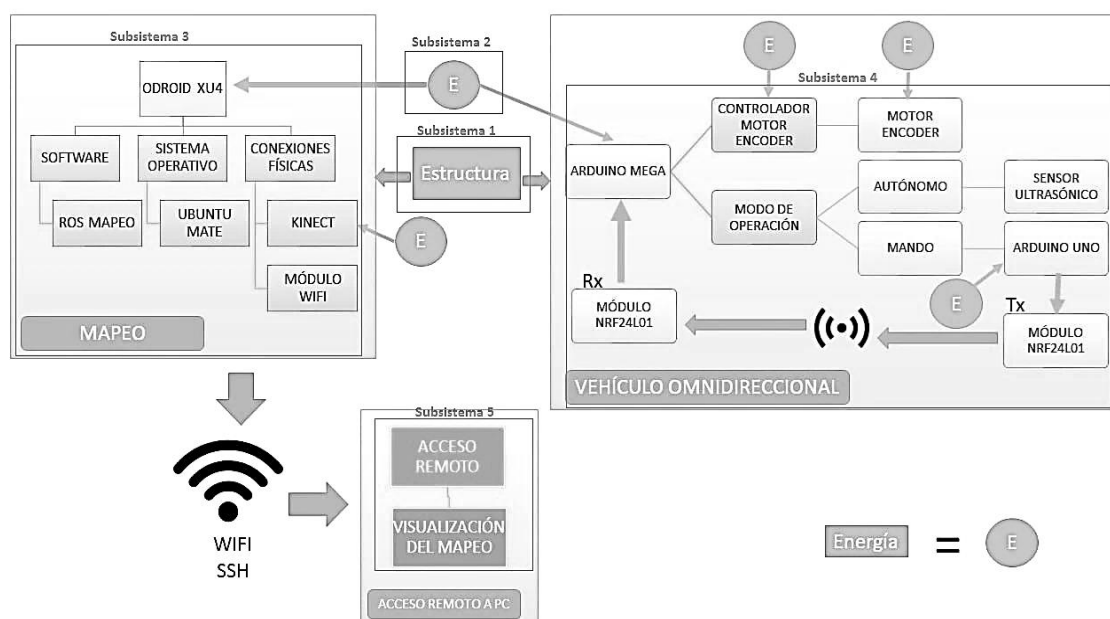 Subsistema 3
ODROID XU4
SOFTWARE
SISTEMA
OPERATIVO
CONEXIONES
FÍSICAS
ROS MAPEO
UBUNTU
MATE
KINECT
MÓDULO
WIFI
MAPEO
Subsistema 2
E
Subsistema 1
Estructura
E
E
E
Subsistema 4
CONTROLADOR
MOTOR
ENCODER
MOTOR
ENCODER
ARDUINO MEGA
AUTÓNOMO
SENSOR
ULTRASÓNICO
MODO DE
OPERACIÓN
MANDO
ARDUINO UNO
E
Rx
Tx
MÓDULO
NRF24L01
MÓDULO
NRF24L01
VEHÍCULO OMNIDIRECCIONAL
WIFI
SSH
Subsistema 5
ACCESO
REMOTO
VISUALIZACIÓN
DEL MAPEO
ACCESO REMOTO A PC
Energía = E